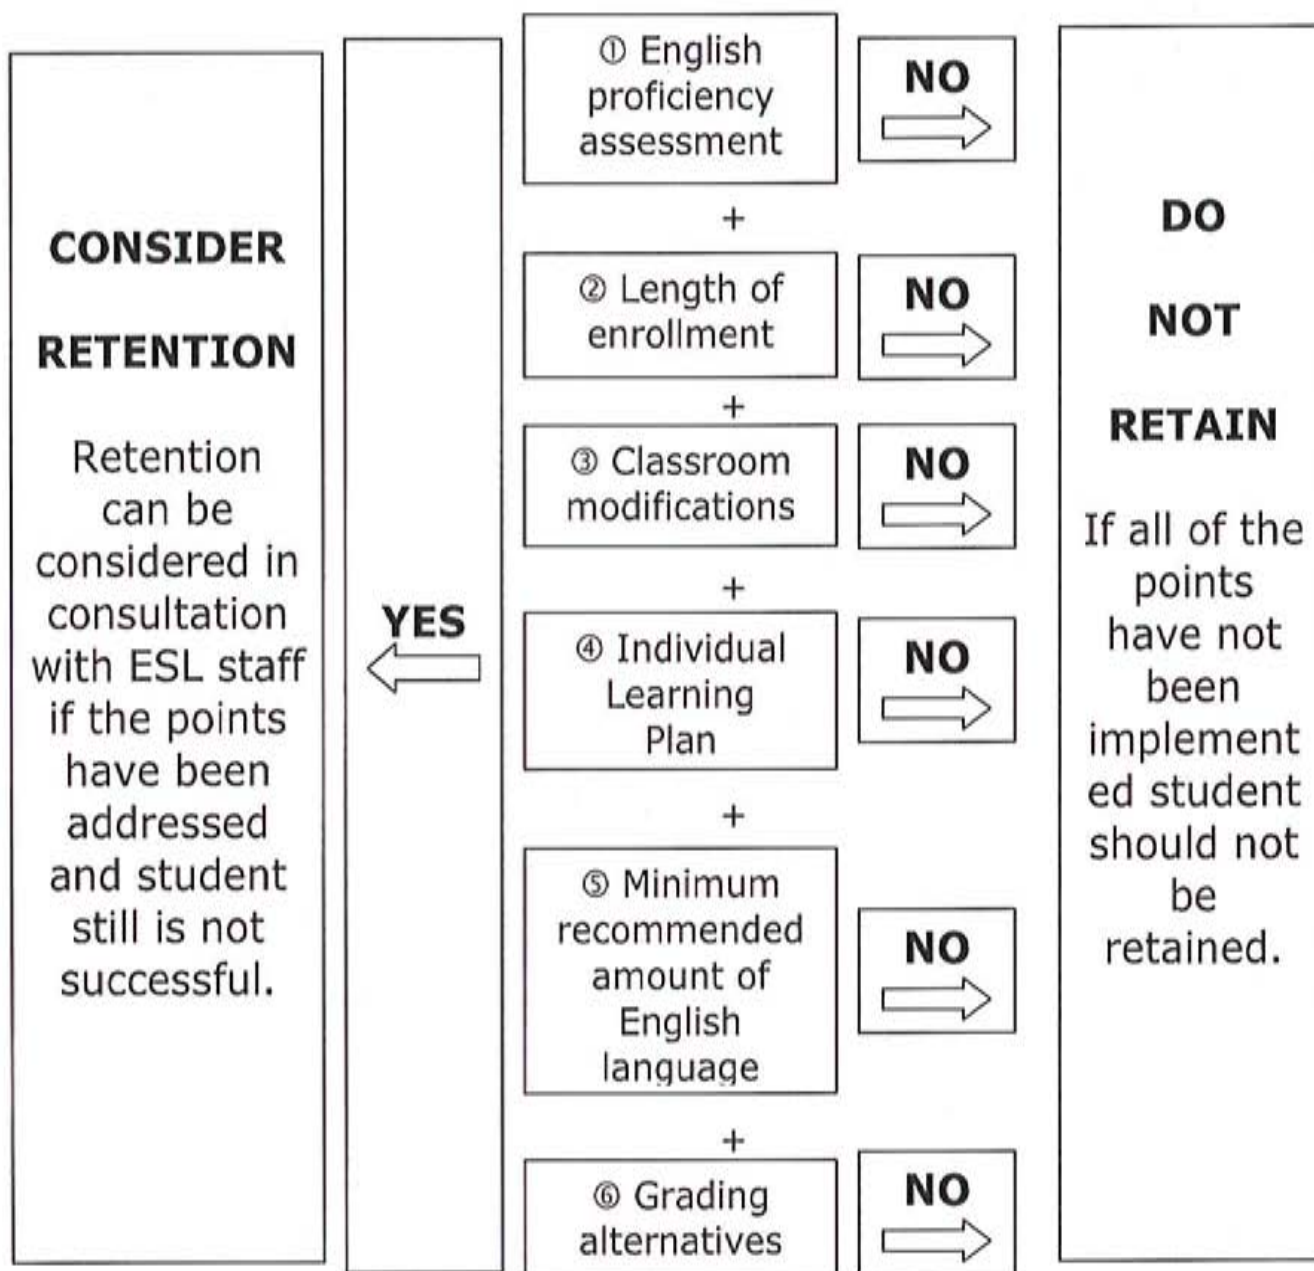 CONSIDER
RETENTION
Retention
can be
considered in
consultation
with ESL staff
if the points
have been
addressed
and student
still is not
successful.
YES
① English
proficiency
assessment
NO
+
② Length of
enrollment
NO
+
③ Classroom
modifications
NO
+
④ Individual
Learning
Plan
NO
+
⑤ Minimum
recommended
amount of
English
language
NO
+
⑥ Grading
alternatives
NO
DO
NOT
RETAIN
If all of the
points
have not
been
implement
ed student
should not
be
retained.